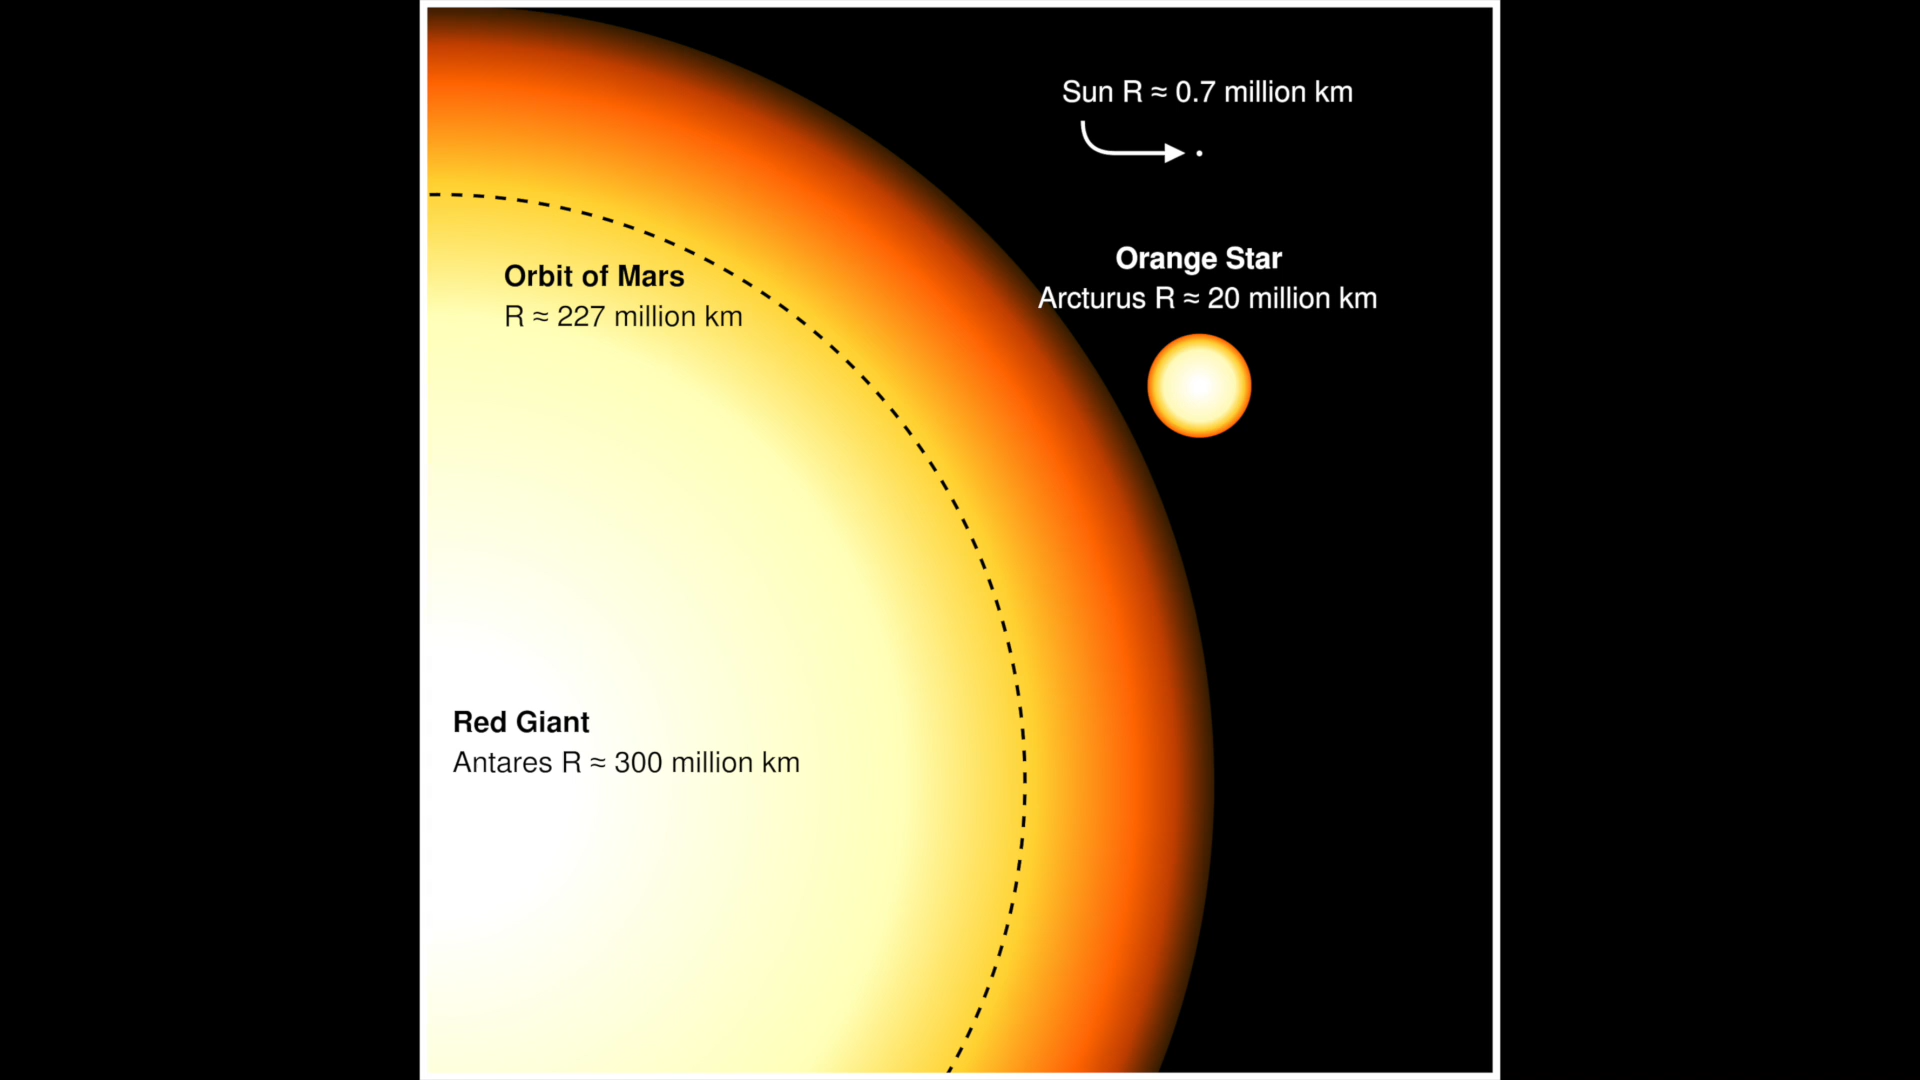 Sun R ≈ 0.7 million km
Orange Star
Arcturus R ≈ 20 million km
Orbit of Mars
R ≈ 227 million km
Red Giant
Antares R ≈ 300 million km